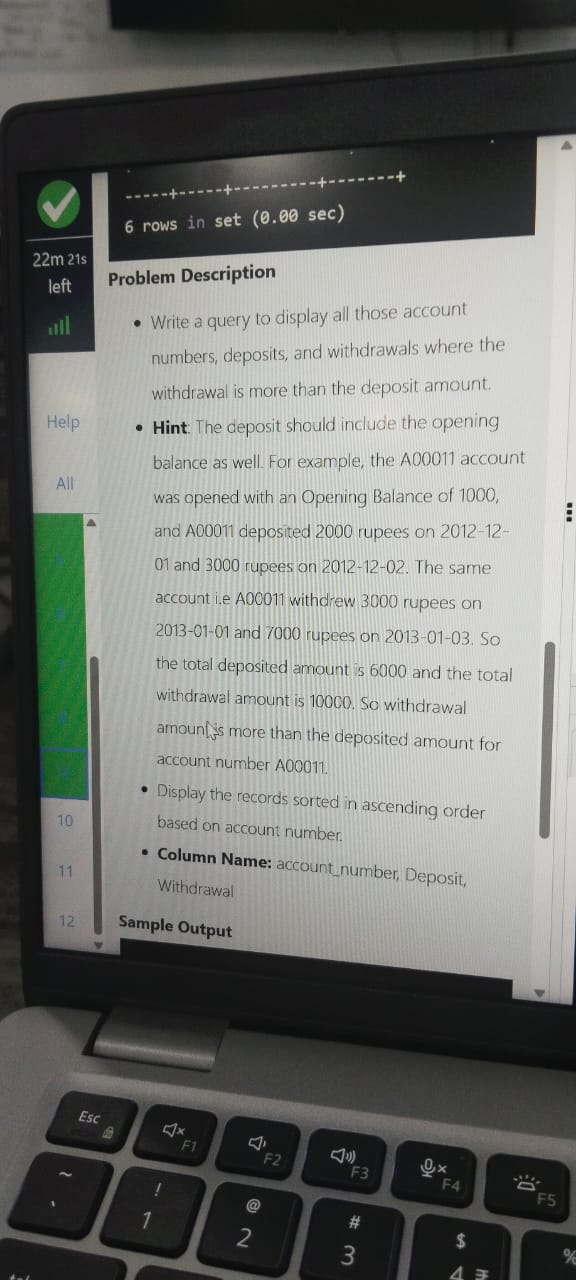 -----+-----+---------+-------+
6 rows in set (0.00 sec)
22m 21s
left
Help
All
10
11
12
Problem Description
• Write a query to display all those account
numbers, deposits, and withdrawals where the
withdrawal is more than the deposit amount.
• Hint: The deposit should include the opening
balance as well. For example, the A00011 account
was opened with an Opening Balance of 1000,
and A00011 deposited 2000 rupees on 2012-12-
01 and 3000 rupees on 2012-12-02. The same
account i.e A00011 withdrew 3000 rupees on
2013-01-01 and 7000 rupees on 2013-01-03. So
the total deposited amount is 6000 and the total
withdrawal amount is 10000. So withdrawal
is more than the deposited amount for
account number A00011.
• Display the records sorted in ascending order
based on account number.
• Column Name: account_number, Deposit,
Withdrawal
Sample Output
Esc
F1
F2
F3
F4
F5
~
`
!
1
@
2
#
3
$
4 ₹
%